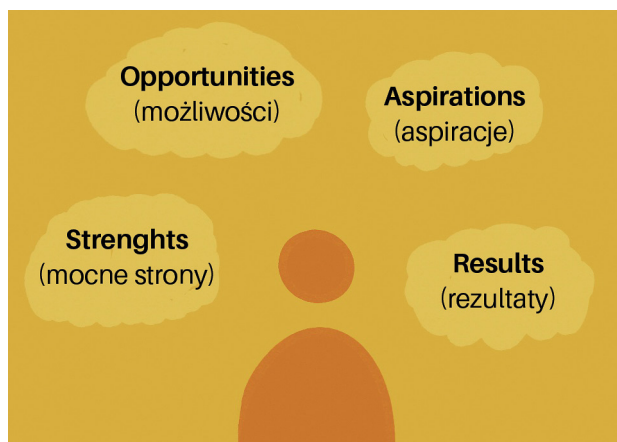 Opportunities
(możliwości)
Aspirations
(aspiracje)
Strenghts
(mocne strony)
Results
(rezultaty)